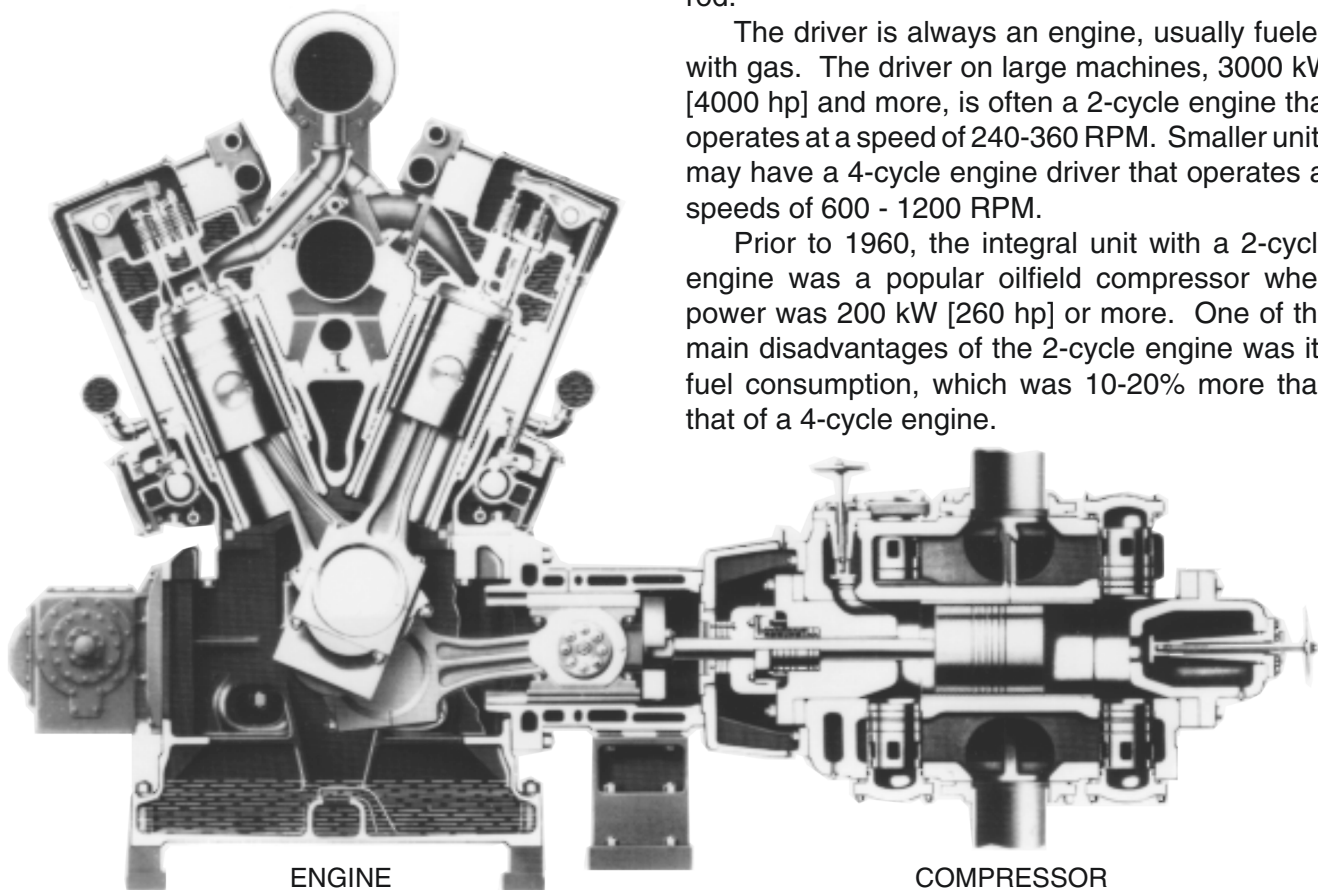 rod.
The driver is always an engine, usually fuele
with gas. The driver on large machines, 3000 kW
[4000 hp] and more, is often a 2-cycle engine tha
operates at a speed of 240-360 RPM. Smaller unit
may have a 4-cycle engine driver that operates a
speeds of 600 - 1200 RPM.
Prior to 1960, the integral unit with a 2-cycl
engine was a popular oilfield compressor whe
power was 200 kW [260 hp] or more. One of th
main disadvantages of the 2-cycle engine was it
fuel consumption, which was 10-20% more tha
that of a 4-cycle engine.
ENGINE
COMPRESSOR